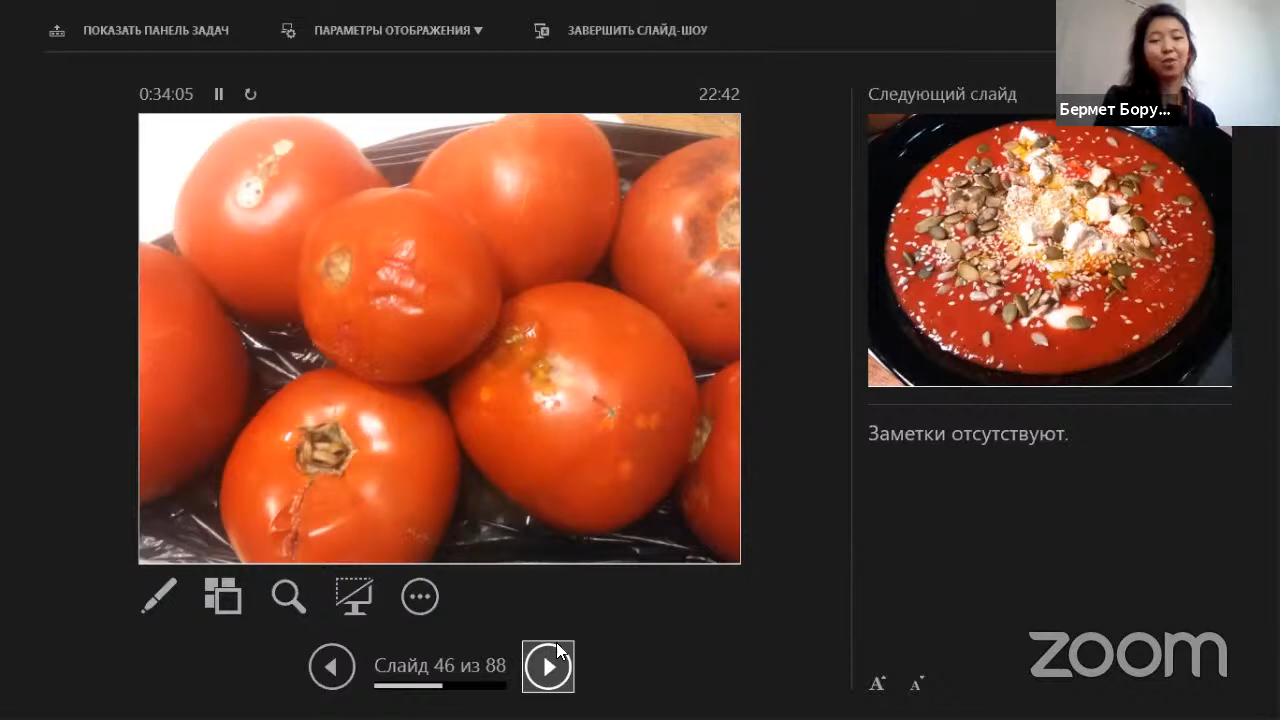 ПОКАЗАТЬ ПАНЕЛЬ ЗАДАЧ
ПАРАМЕТРЫ ОТОБРАЖЕНИЯ ▼
ЗАВЕРШИТЬ СЛАЙД-ШОУ
0:34:05
22:42
Следующий слайд
Бермет Бору...
Заметки отсутствуют.
Слайд 46 из 88
A A
zoom